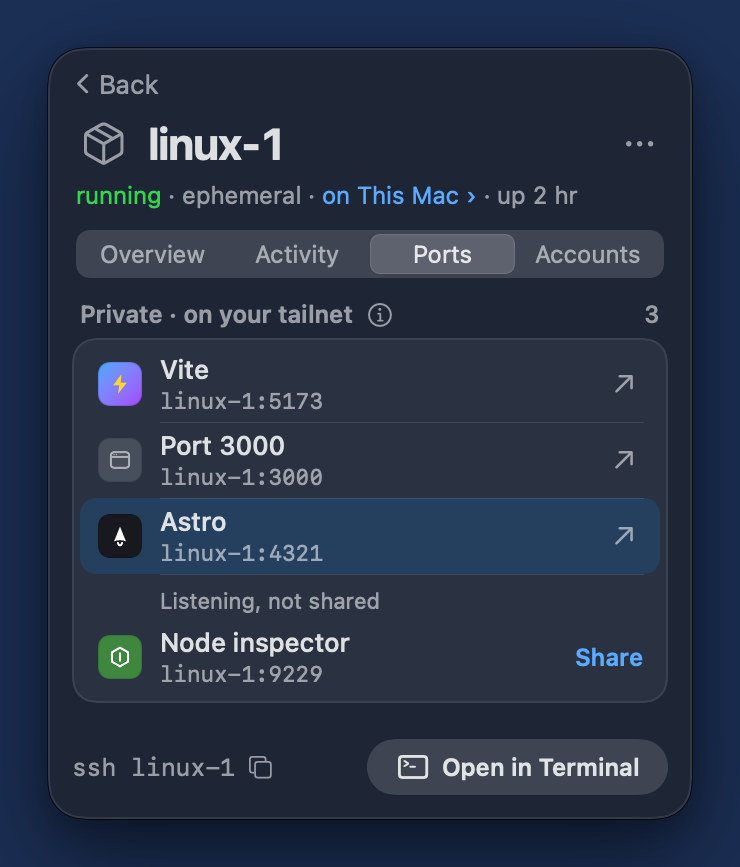 Back
linux-1
running · ephemeral · on This Mac › · up 2 hr
Overview Activity Ports Accounts
Private · on your tailnet 3
Vite
linux-1:5173
Port 3000
linux-1:3000
Astro
linux-1:4321
Listening, not shared
Node inspector
linux-1:9229
Share
ssh linux-1
Open in Terminal